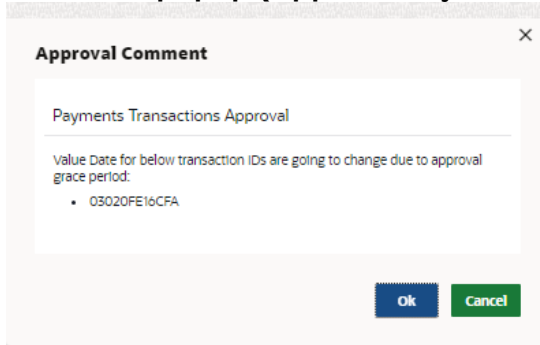 Approval Comment
Payments Transactions Approval
Value Date for below transaction IDs are going to change due to approval
grace period:
• 03020FE16CFA
Ok Cancel